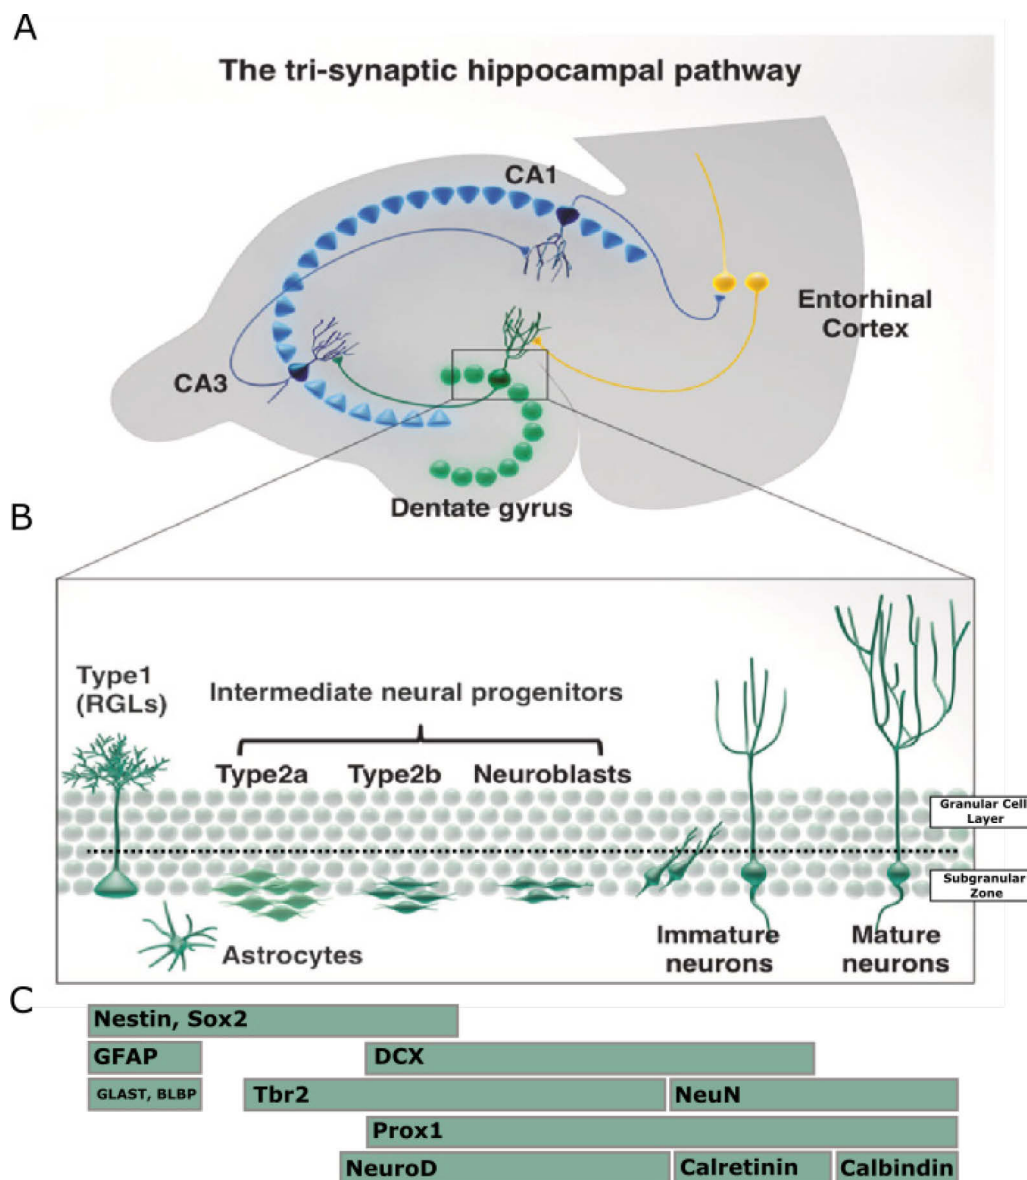 A
The tri-synaptic hippocampal pathway
CA1
Entorhinal
Cortex
CA3
Dentate gyrus
B
Type1
(RGLs)
Intermediate neural progenitors
Type2a
Type2b
Neuroblasts
Granular Cell
Layer
Subgranular
Zone
Astrocytes
Immature
neurons
Mature
neurons
C
Nestin, Sox2
GFAP
DCX
GLAST, BLBP
Tbr2
NeuN
Prox1
NeuroD
Calretinin
Calbindin